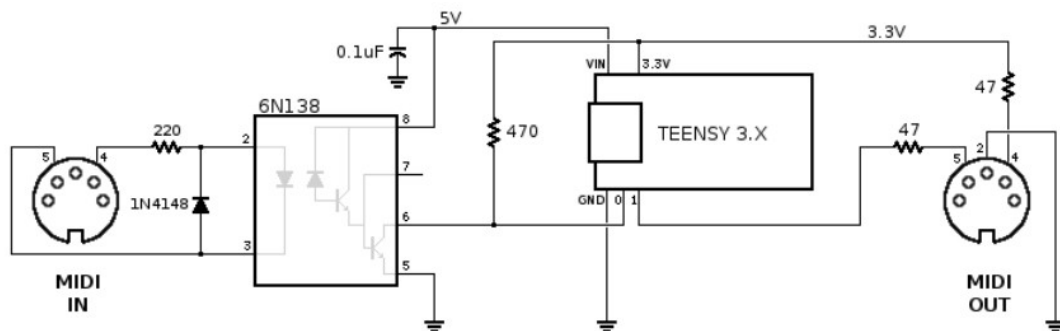 5V
3.3V
0.1uF
VIN
3.3V
47
6N138
220
8
470
TEENSY 3.X
47
5
4
2
7
5
2
4
1N4148
6
GND
0
1
3
5
MIDI
IN
MIDI
OUT